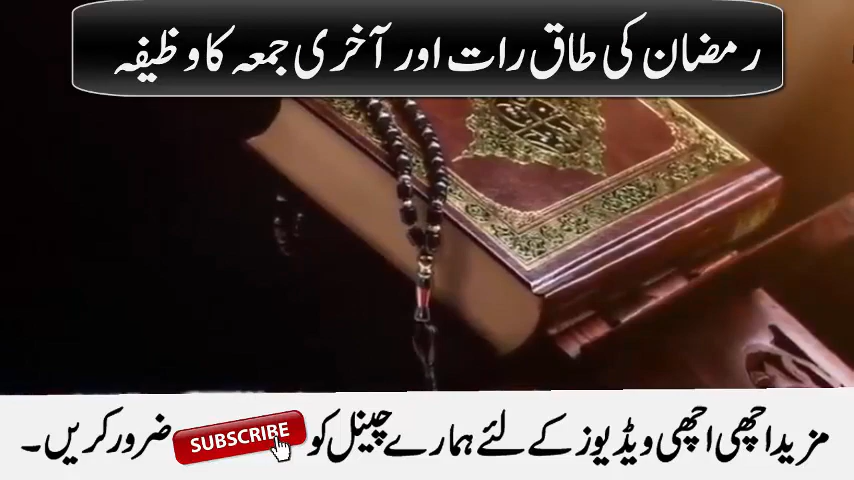 رمضان کی طاق رات اور آخری جمعہ کا وظیفہ
مزید اچھی اچھی ویڈیوز کے لئے ہمارے چینل کو SUBSCRIBE ضرور کریں۔